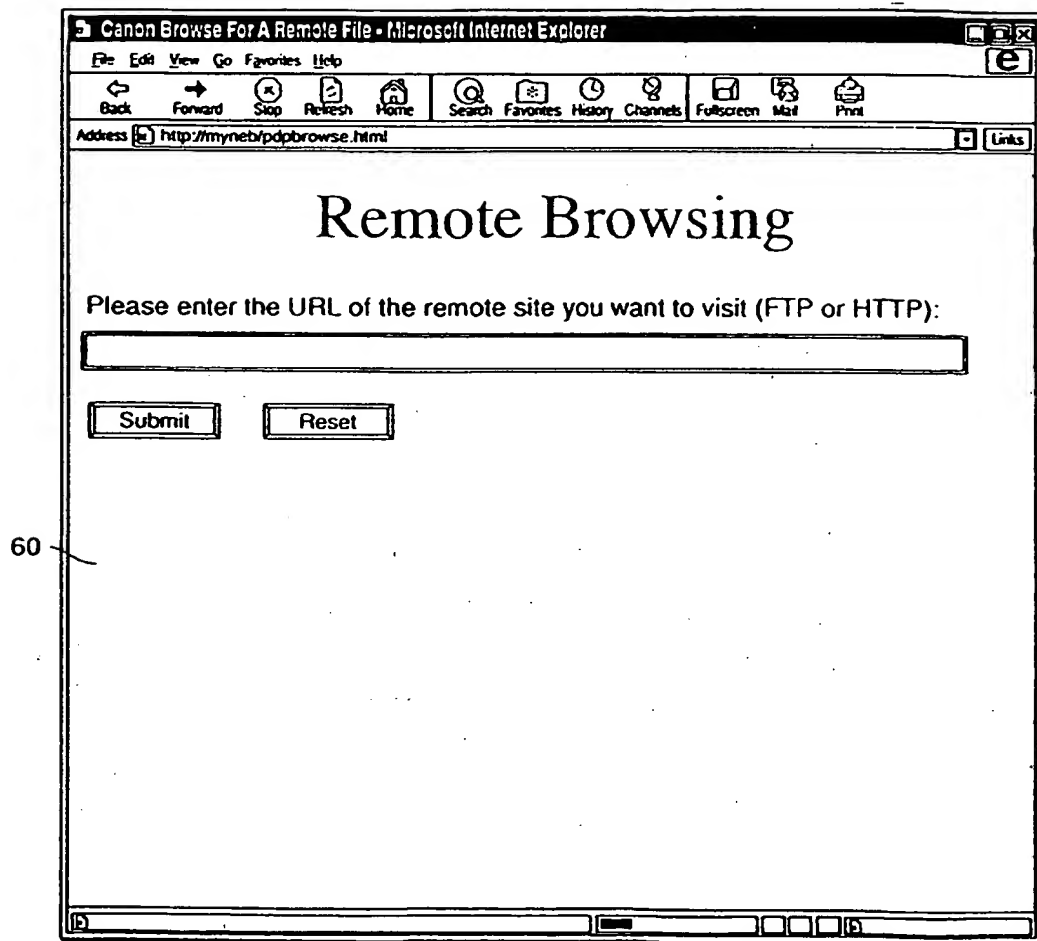 Canon Browse For A Remote File - Microsoft Internet Explorer
File Edit View Go Favorites Help
Back Forward Stop Refresh Home Search Favorites History Channels Fullscreen Mail Print
Address http://myneb/pdpbrowse.html Links
Remote Browsing
Please enter the URL of the remote site you want to visit (FTP or HTTP):
Submit Reset
60